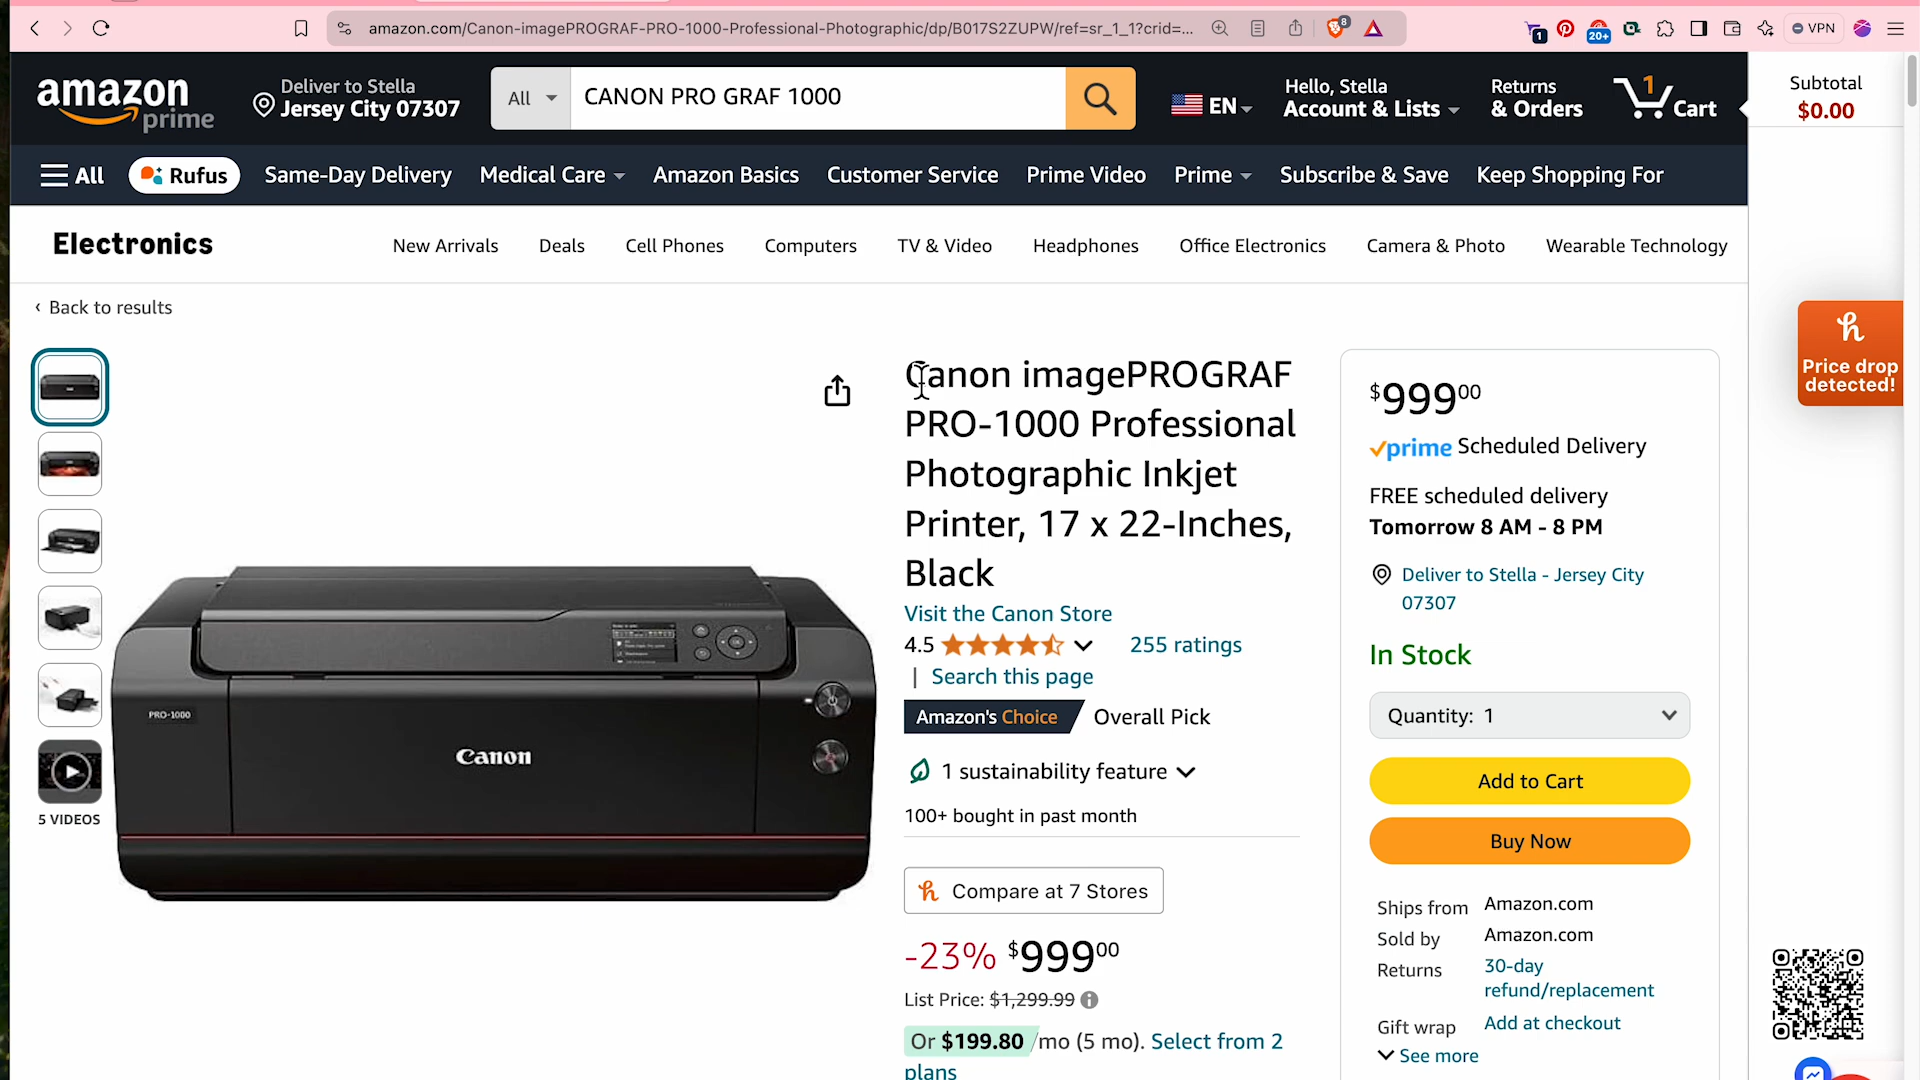 amazon.com/Canon-imagePROGRAF-PRO-1000-Professional-Photographic/dp/B017S2ZUPW/ref=sr_1_1?crid=...
8
1
20+
VPN
amazon
prime
Deliver to Stella
Jersey City 07307
All
CANON PRO GRAF 1000
EN
Hello, Stella
Account & Lists
Returns
& Orders
1
Cart
Subtotal
$0.00
All
Rufus
Same-Day Delivery
Medical Care
Amazon Basics
Customer Service
Prime Video
Prime
Subscribe & Save
Keep Shopping For
Electronics
New Arrivals
Deals
Cell Phones
Computers
TV & Video
Headphones
Office Electronics
Camera & Photo
Wearable Technology
‹ Back to results
5 VIDEOS
PRO-1000
Canon
Canon imagePROGRAF
PRO-1000 Professional
Photographic Inkjet
Printer, 17 x 22-Inches,
Black
Visit the Canon Store
4.5
255 ratings
| Search this page
Amazon's Choice
Overall Pick
1 sustainability feature
100+ bought in past month
h Compare at 7 Stores
-23% $99900
List Price: $1,299.99
Or $199.80 /mo (5 mo). Select from 2
plans
$99900
prime Scheduled Delivery
FREE scheduled delivery
Tomorrow 8 AM - 8 PM
Deliver to Stella - Jersey City
07307
In Stock
Quantity: 1
Add to Cart
Buy Now
Ships from Amazon.com
Sold by Amazon.com
Returns 30-day
refund/replacement
Gift wrap Add at checkout
See more
h
Price drop
detected!